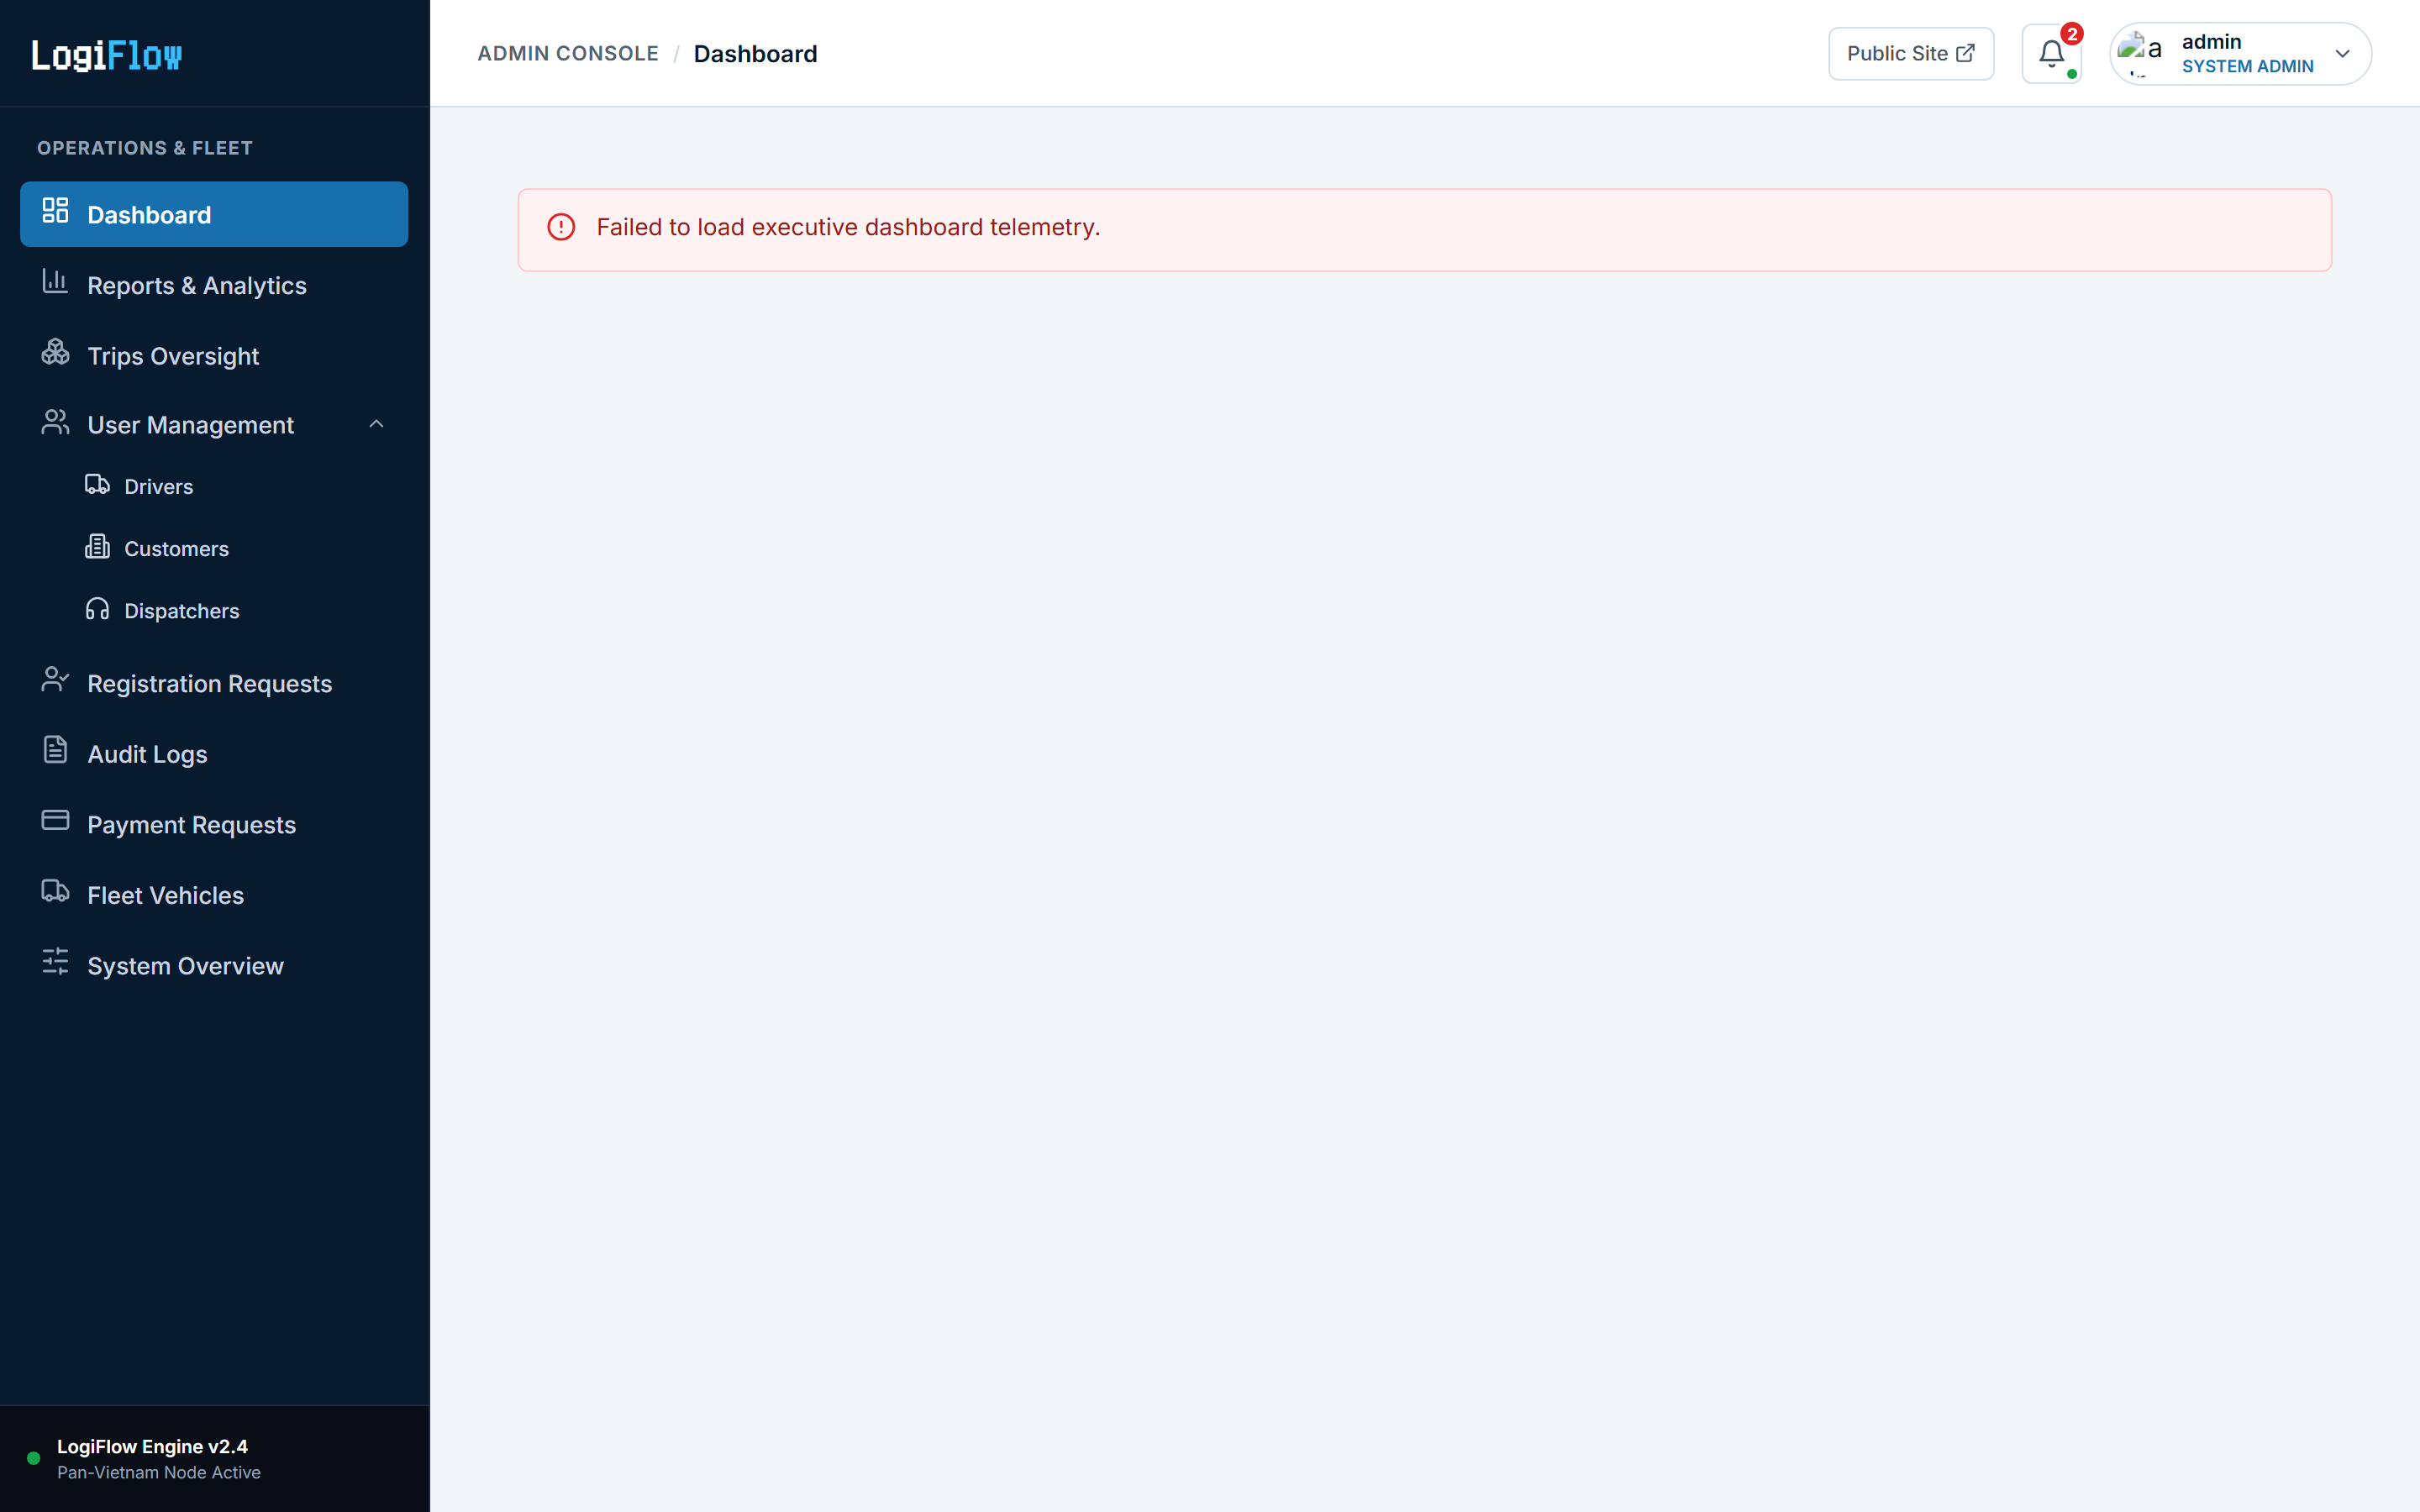 LogiFlow
ADMIN CONSOLE / Dashboard
Public Site
2
a
admin
SYSTEM ADMIN
OPERATIONS & FLEET
Dashboard
Reports & Analytics
Trips Oversight
User Management
Drivers
Customers
Dispatchers
Registration Requests
Audit Logs
Payment Requests
Fleet Vehicles
System Overview
Failed to load executive dashboard telemetry.
LogiFlow Engine v2.4
Pan-Vietnam Node Active